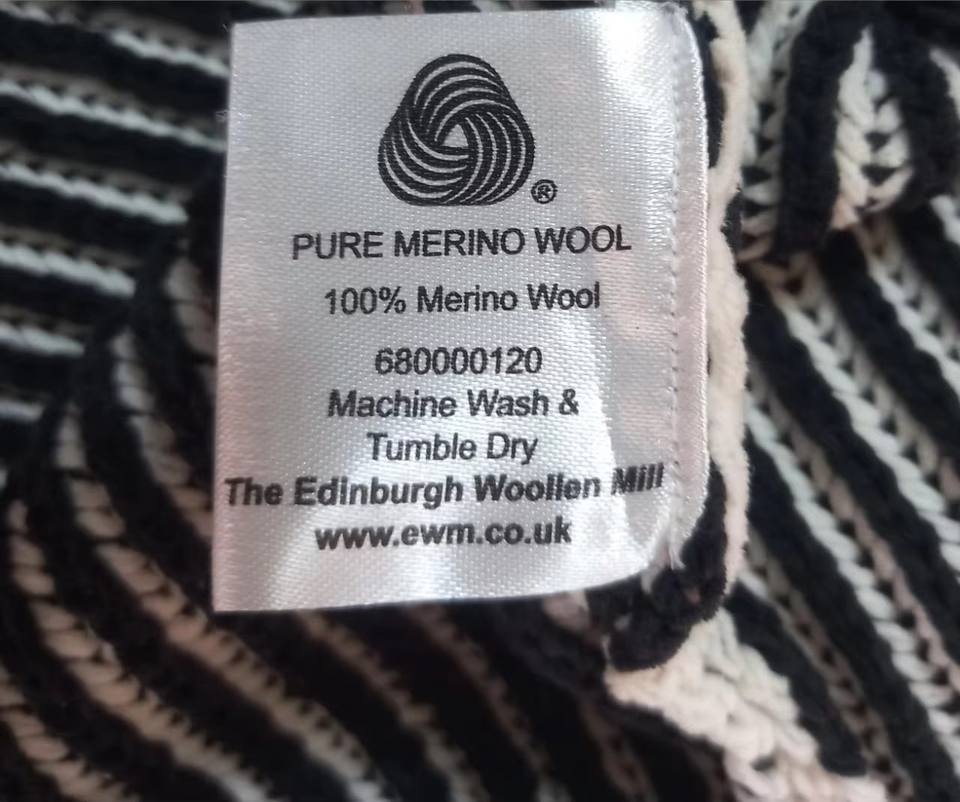 ®
PURE MERINO WOOL
100% Merino Wool
680000120
Machine Wash &
Tumble Dry
The Edinburgh Woollen Mill
www.ewm.co.uk